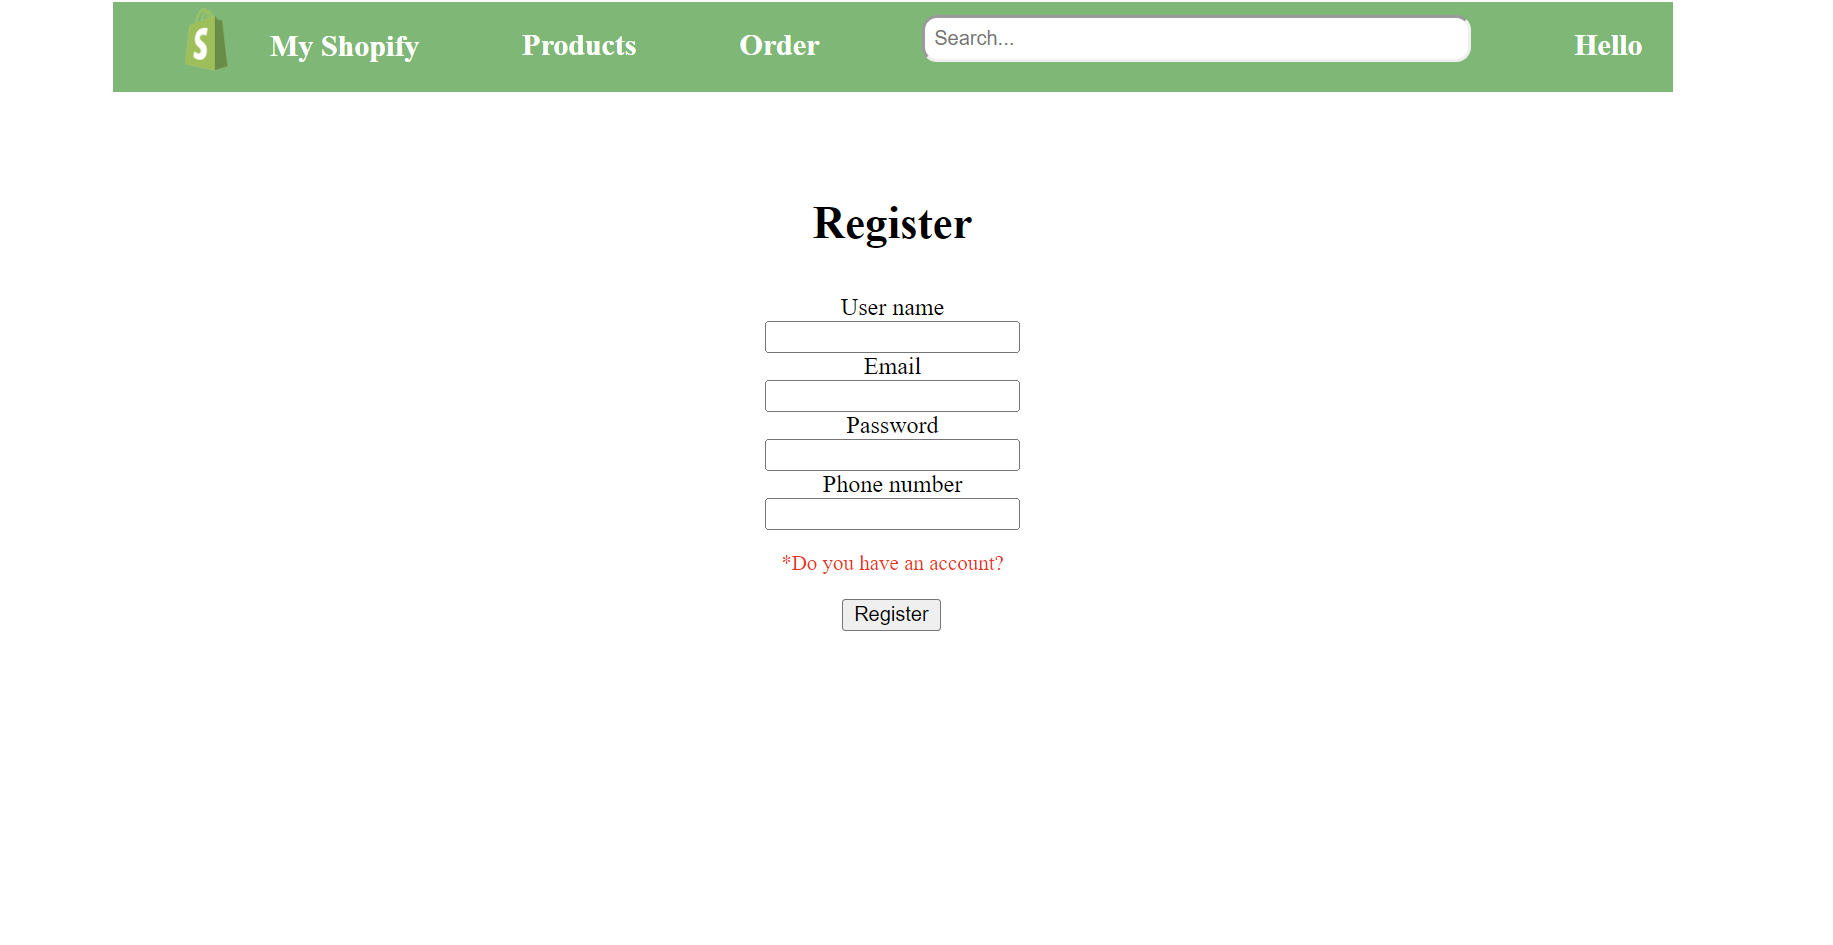 S
My Shopify Products Order Search... Hello
Register
User name
Email
Password
Phone number
*Do you have an account?
Register